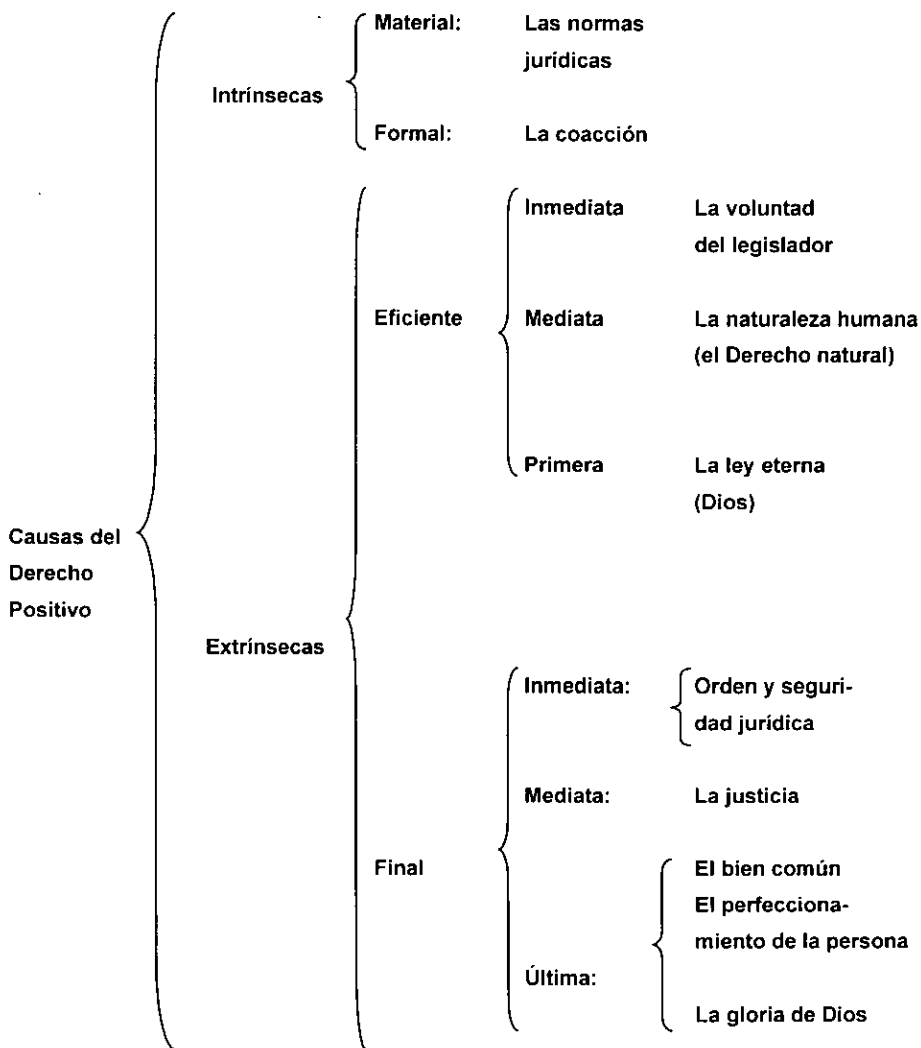 Material: Las normas
jurídicas
Intrínsecas
Formal: La coacción
Inmediata La voluntad
del legislador
Eficiente Mediata La naturaleza humana
(el Derecho natural)
Primera La ley eterna
(Dios)
Causas del
Derecho
Positivo
Extrínsecas
Inmediata: Orden y seguri-
dad jurídica
Mediata: La justicia
Final
El bien común
El perfecciona-
miento de la persona
Última:
La gloria de Dios